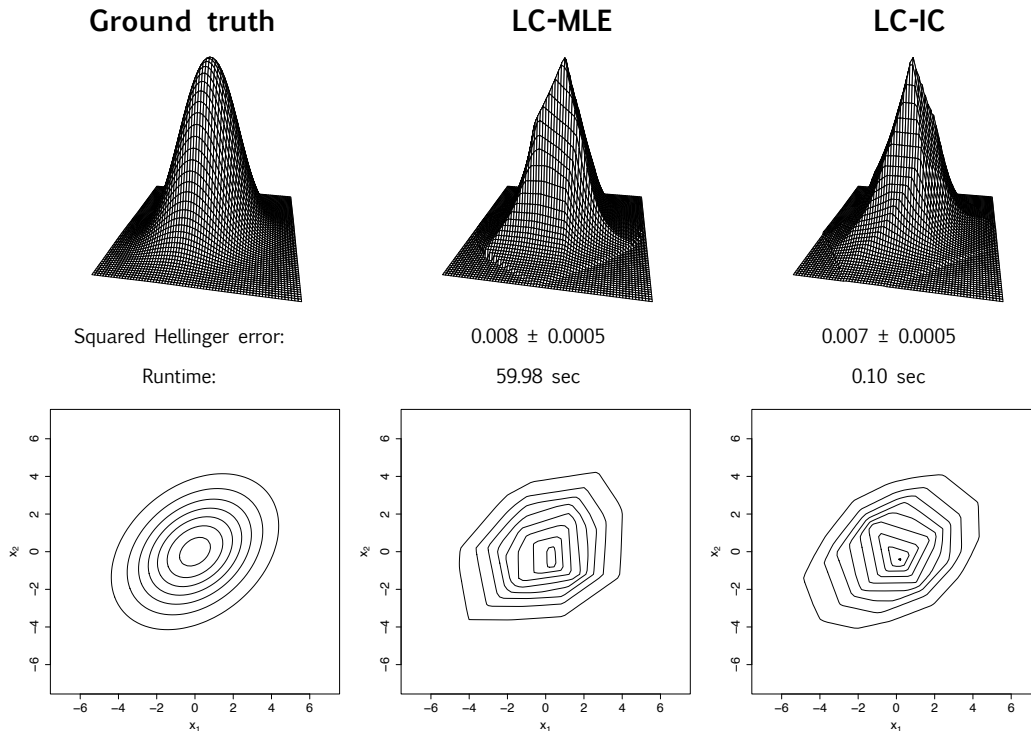 Ground truth LC-MLE LC-IC
Squared Hellinger error: 0.008 ± 0.0005 0.007 ± 0.0005
Runtime: 59.98 sec 0.10 sec
6 6 6
4 4 4
2 2 2
x₂ 0 x₂ 0 x₂ 0
−2 −2 −2
−4 −4 −4
−6 −6 −6
−6 −4 −2 0 2 4 6 −6 −4 −2 0 2 4 6 −6 −4 −2 0 2 4 6
x₁ x₁ x₁